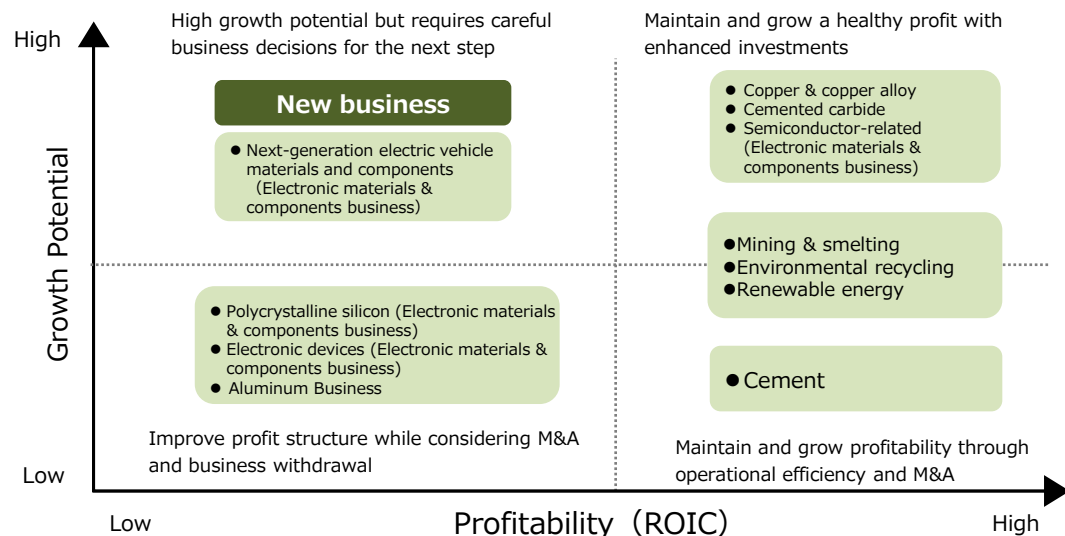 High growth potential but requires careful
business decisions for the next step
Maintain and grow a healthy profit with
enhanced investments
High
New business
● Next-generation electric vehicle
materials and components
（Electronic materials &
components business)
● Copper & copper alloy
● Cemented carbide
● Semiconductor-related
(Electronic materials &
components business)
Growth Potential
●Mining & smelting
●Environmental recycling
●Renewable energy
● Polycrystalline silicon (Electronic materials
& components business)
● Electronic devices (Electronic materials &
components business)
● Aluminum Business
● Cement
Improve profit structure while considering M&A
and business withdrawal
Maintain and grow profitability through
operational efficiency and M&A
Low
Low
Profitability（ROIC）
High